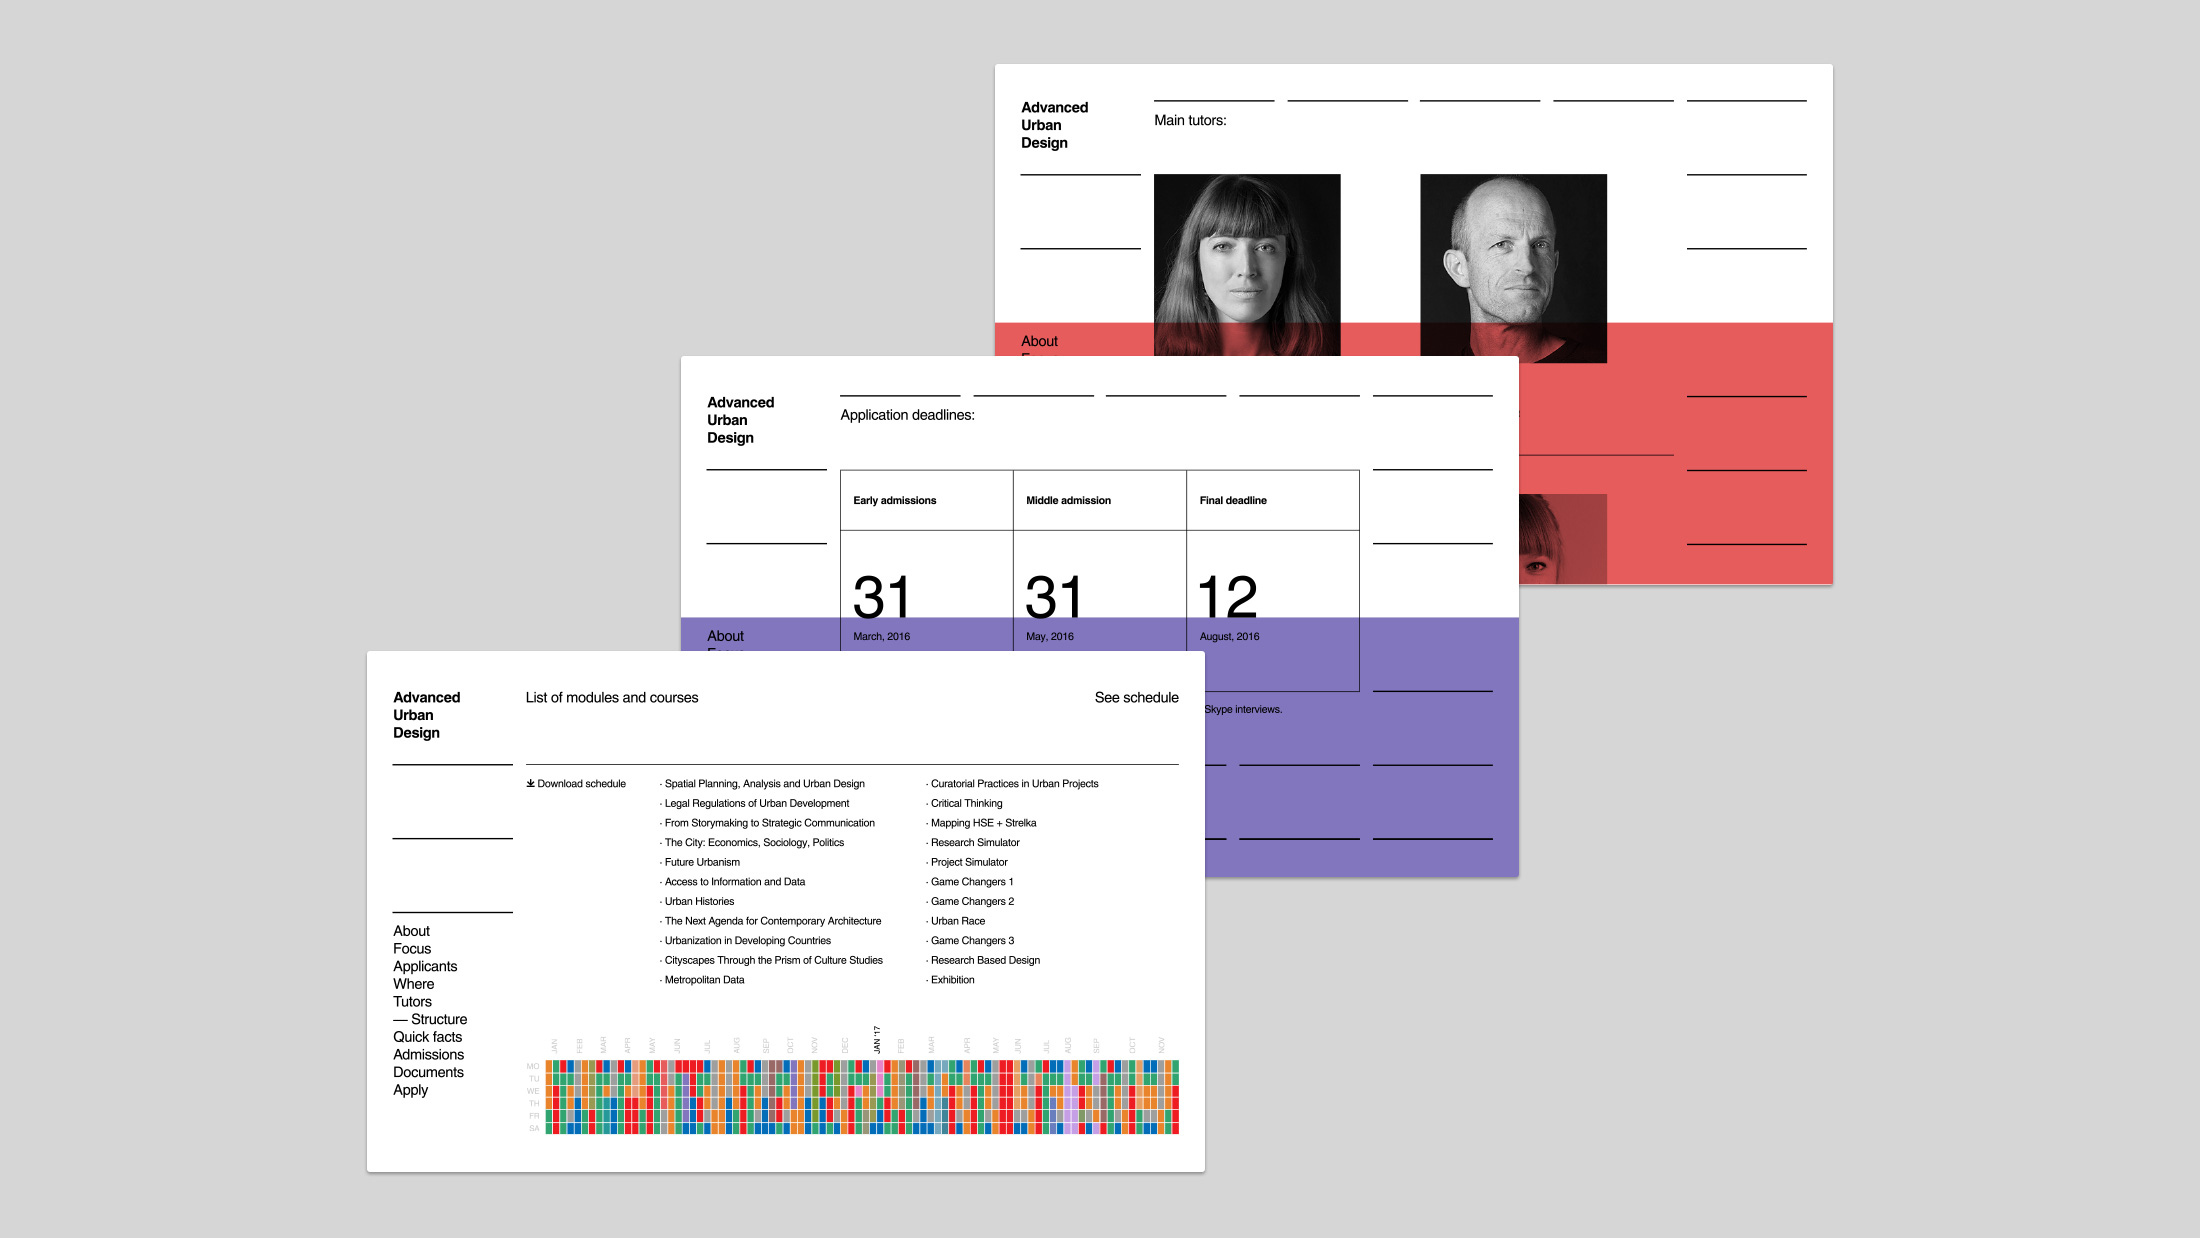 Advanced
Urban
Design
Main tutors:
About
Advanced
Urban
Design
Application deadlines:
Early admissions
Middle admission
Final deadline
31
31
12
March, 2016
May, 2016
August, 2016
About
Skype interviews.
Advanced
Urban
Design
List of modules and courses
See schedule
Download schedule
· Spatial Planning, Analysis and Urban Design
· Legal Regulations of Urban Development
· From Storymaking to Strategic Communication
· The City: Economics, Sociology, Politics
· Future Urbanism
· Access to Information and Data
· Urban Histories
· The Next Agenda for Contemporary Architecture
· Urbanization in Developing Countries
· Cityscapes Through the Prism of Culture Studies
· Metropolitan Data
· Curatorial Practices in Urban Projects
· Critical Thinking
· Mapping HSE + Strelka
· Research Simulator
· Project Simulator
· Game Changers 1
· Game Changers 2
· Urban Race
· Game Changers 3
· Research Based Design
· Exhibition
About
Focus
Applicants
Where
Tutors
— Structure
Quick facts
Admissions
Documents
Apply
JAN FEB MAR APR MAY JUN JUL AUG SEP OCT NOV DEC JAN '17 FEB MAR APR MAY JUN JUL AUG SEP OCT NOV
MO
TU
WE
TH
FR
SA